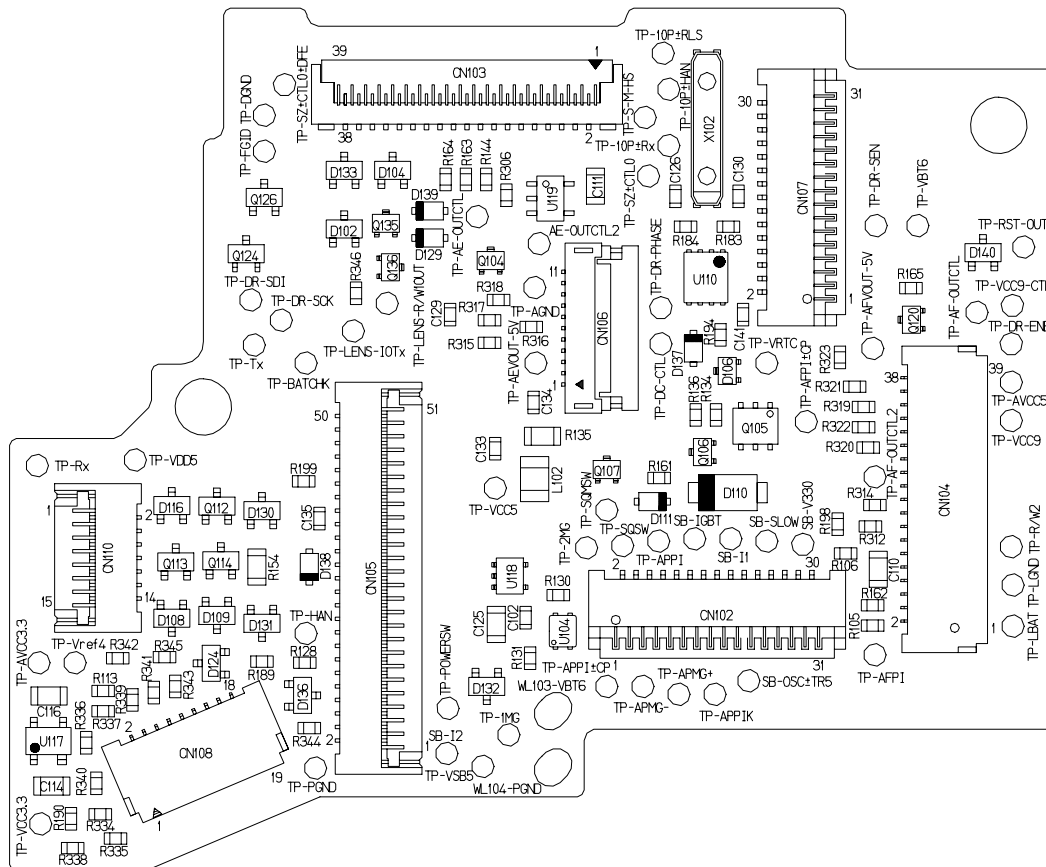 TP-10P±RLS
39
1
CN103
TP-SZ±CTL0±DFE
TP-DGND
TP-FGID
38
2
TP-S-M-HS
TP-10P±HAN
X102
TP-10P±Rx
TP-SZ±CTL0
30
31
CN107
2
1
D133
D104
R164
R163
R144
R306
U119
C111
C126
C130
TP-DR-SEN
TP-VBT6
Q126
D139
D102
Q135
D129
TP-AE-OUTCTL
AE-OUTCTL2
R184
R183
TP-DR-PHASE
TP-RST-OUT
D140
Q124
Q136
R346
Q104
U110
R165
TP-AF-OUTCTL
TP-VCC9-CTL
TP-DR-SDI
TP-DR-SCK
TP-LENS-R/WIOUT
C129
R317
R318
TP-AGND
R316
R315
TP-AEVOUT-5V
11
1
CN106
R194
C141
TP-AFVOUT-5V
Q120
TP-DR-ENB
TP-Tx
TP-LENS-IOTx
TP-BATCHK
TP-DC-CTL
D137
D106
TP-VRTC
TP-AFPI±CP
R323
38
39
TP-AVCC5
C134
R136
R134
R321
R319
R322
R320
TP-VCC9
50
51
C133
R135
L102
Q105
Q106
TP-AF-OUTCTL2
CN104
TP-Rx
TP-VDD5
R199
Q107
R161
D110
SB-V330
R314
TP-VCC5
TP-SQMSW
D111
SB-IGBT
SB-SLOW
R198
R312
1
2
D116
Q112
D130
C135
TP-2MG
TP-SQSW
TP-APPI
SB-I1
R106
C110
TP-R/W2
CN110
Q113
Q114
R154
D138
CN105
U118
R130
2
30
CN102
R162
TP-LGND
15
14
D108
D109
D131
TP-HAN
C125
C102
U104
R105
2
1
TP-LBAT
TP-AVCC3.3
TP-Vref4
R342
R345
D124
R189
R128
TP-POWERSW
R131
TP-APPI±CP
1
31
TP-AFPI
R341
R343
18
D136
D132
WL103-VBT6
TP-APMG+
SB-OSC±TR5
TP-APMG-
TP-APPIK
R113
R339
C116
R336
R337
2
U117
CN108
R344
2
1
SB-I2
TP-1MG
19
TP-PGND
TP-VSB5
WL104-PGND
C114
R340
1
TP-VCC3.3
R190
R334
R335
R338